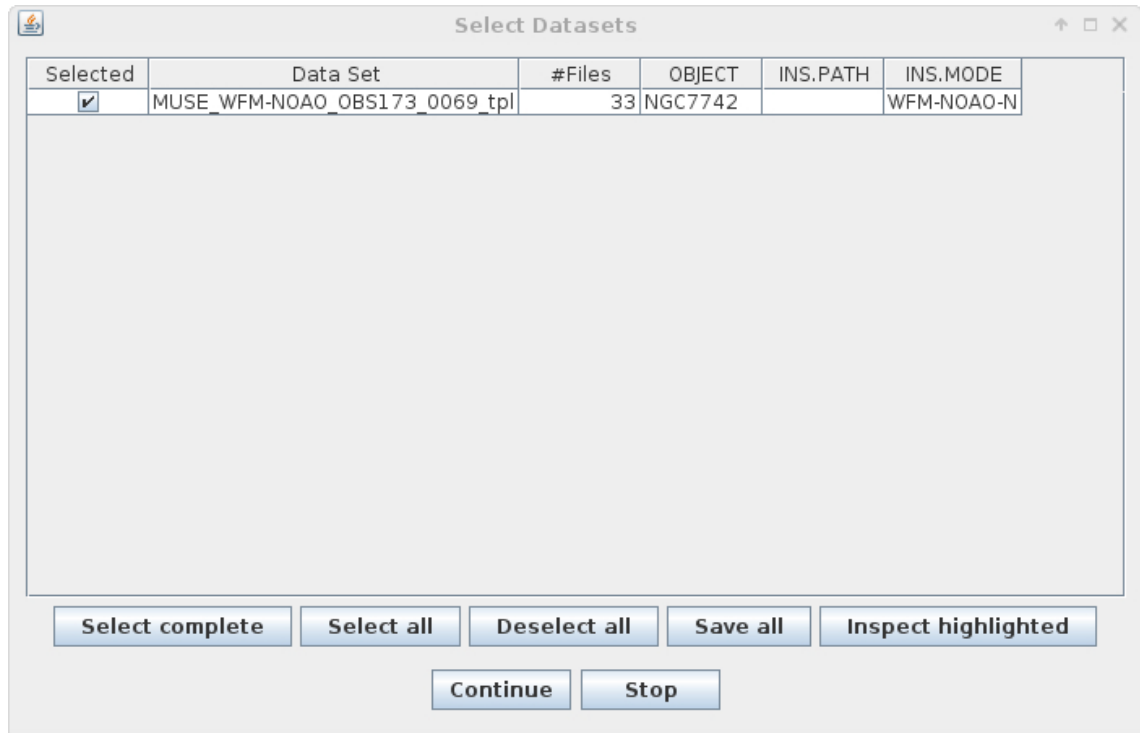 Select Datasets
Selected Data Set #Files OBJECT INS.PATH INS.MODE
MUSE_WFM-NOAO_OBS173_0069_tpl 33 NGC7742 WFM-NOAO-N
Select complete Select all Deselect all Save all Inspect highlighted
Continue Stop